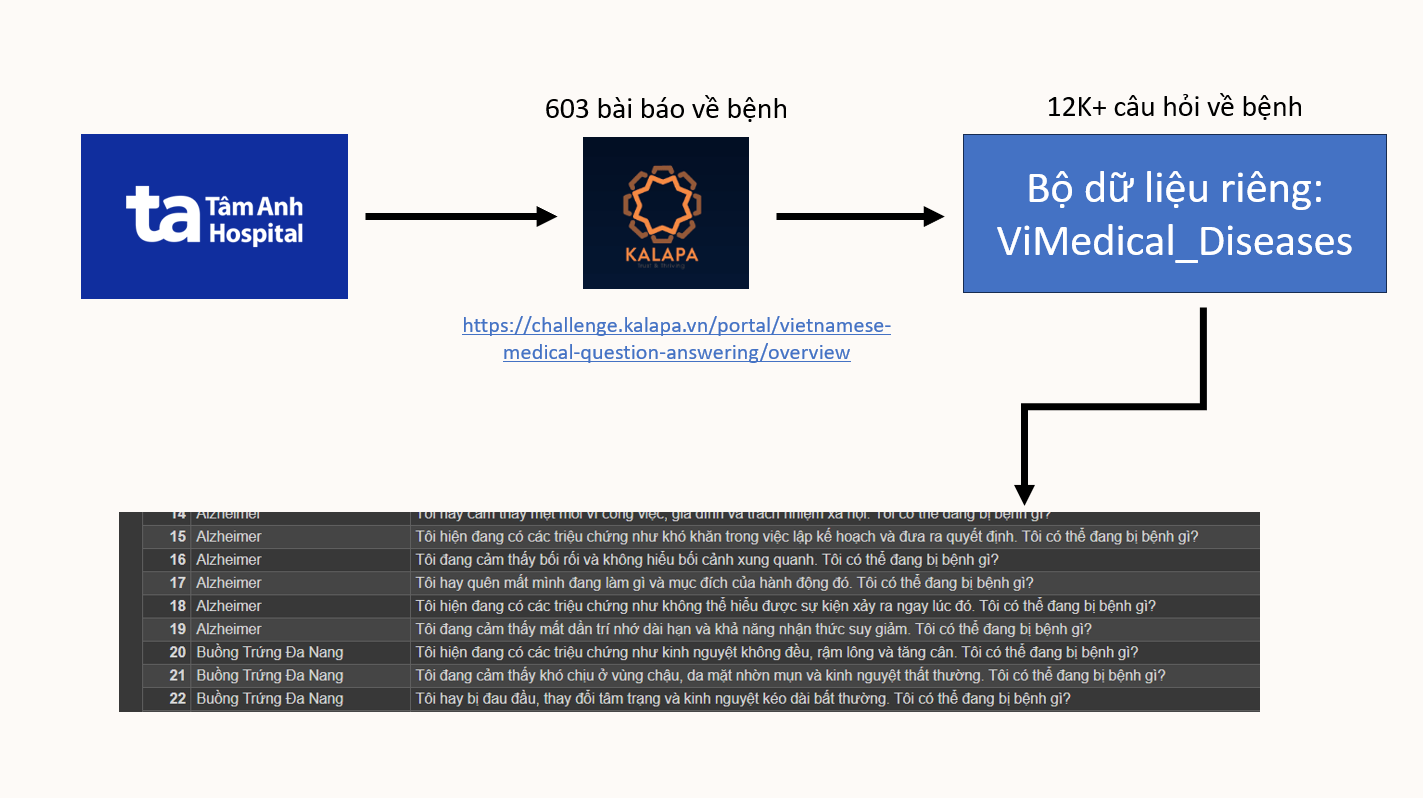 603 bài báo về bệnh
12K+ câu hỏi về bệnh
ta Tâm Anh
Hospital
KALAPA
Bộ dữ liệu riêng:
ViMedical_Diseases
https://challenge.kalapa.vn/portal/vietnamese-
medical-question-answering/overview
14 Alzheimer Tôi hay cảm thấy mệt mỏi vì công việc, gia đình và trách nhiệm xã hội. Tôi có thể đang bị bệnh gì?
15 Alzheimer Tôi hiện đang có các triệu chứng như khó khăn trong việc lập kế hoạch và đưa ra quyết định. Tôi có thể đang bị bệnh gì?
16 Alzheimer Tôi đang cảm thấy bối rối và không hiểu bối cảnh xung quanh. Tôi có thể đang bị bệnh gì?
17 Alzheimer Tôi hay quên mất mình đang làm gì và mục đích của hành động đó. Tôi có thể đang bị bệnh gì?
18 Alzheimer Tôi hiện đang có các triệu chứng như không thể hiểu được sự kiện xảy ra ngay lúc đó. Tôi có thể đang bị bệnh gì?
19 Alzheimer Tôi đang cảm thấy mất dần trí nhớ dài hạn và khả năng nhận thức suy giảm. Tôi có thể đang bị bệnh gì?
20 Buồng Trứng Đa Nang Tôi hiện đang có các triệu chứng như kinh nguyệt không đều, rậm lông và tăng cân. Tôi có thể đang bị bệnh gì?
21 Buồng Trứng Đa Nang Tôi đang cảm thấy khó chịu ở vùng chậu, da mặt nhờn mụn và kinh nguyệt thất thường. Tôi có thể đang bị bệnh gì?
22 Buồng Trứng Đa Nang Tôi hay bị đau đầu, thay đổi tâm trạng và kinh nguyệt kéo dài bất thường. Tôi có thể đang bị bệnh gì?